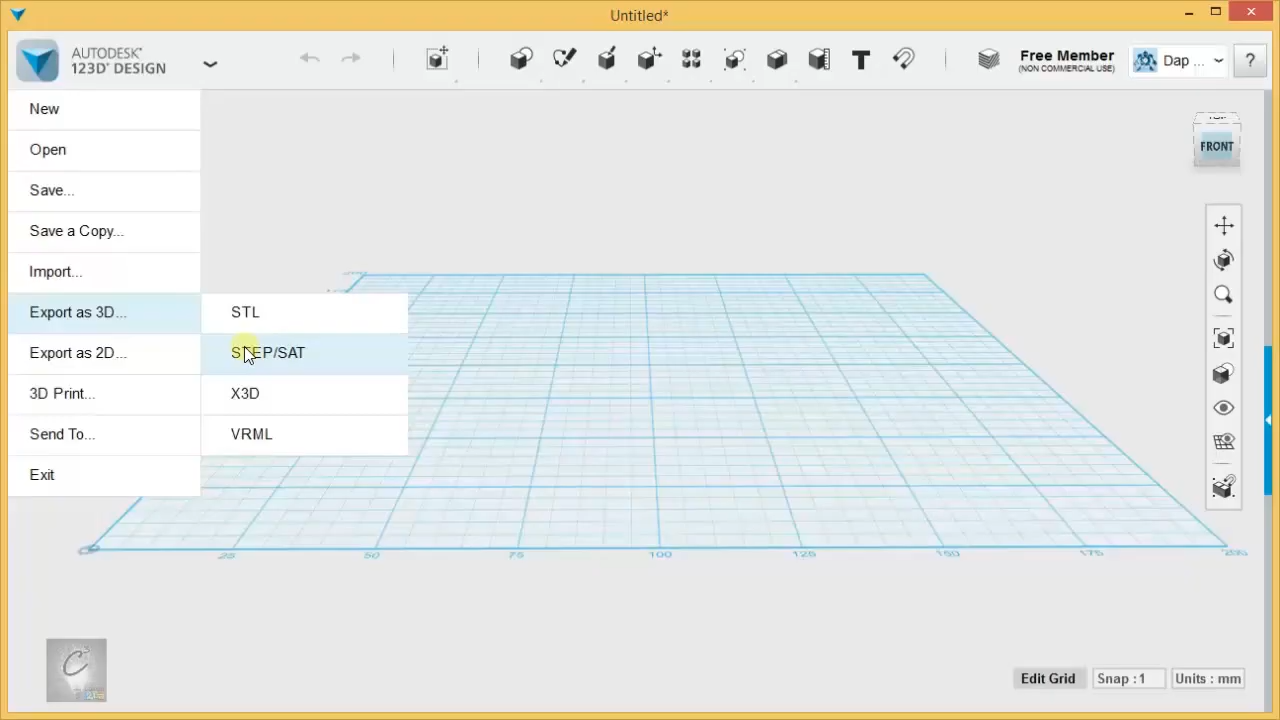 Untitled*
AUTODESK®
123D® DESIGN
Free Member
(NON COMMERCIAL USE)
Dap ...
?
New
Open
Save...
Save a Copy...
Import...
Export as 3D...
Export as 2D...
3D Print...
Send To...
Exit
STL
STEP/SAT
X3D
VRML
TOP
FRONT
25
50
75
100
125
150
175
200
Edit Grid
Snap : 1
Units : mm